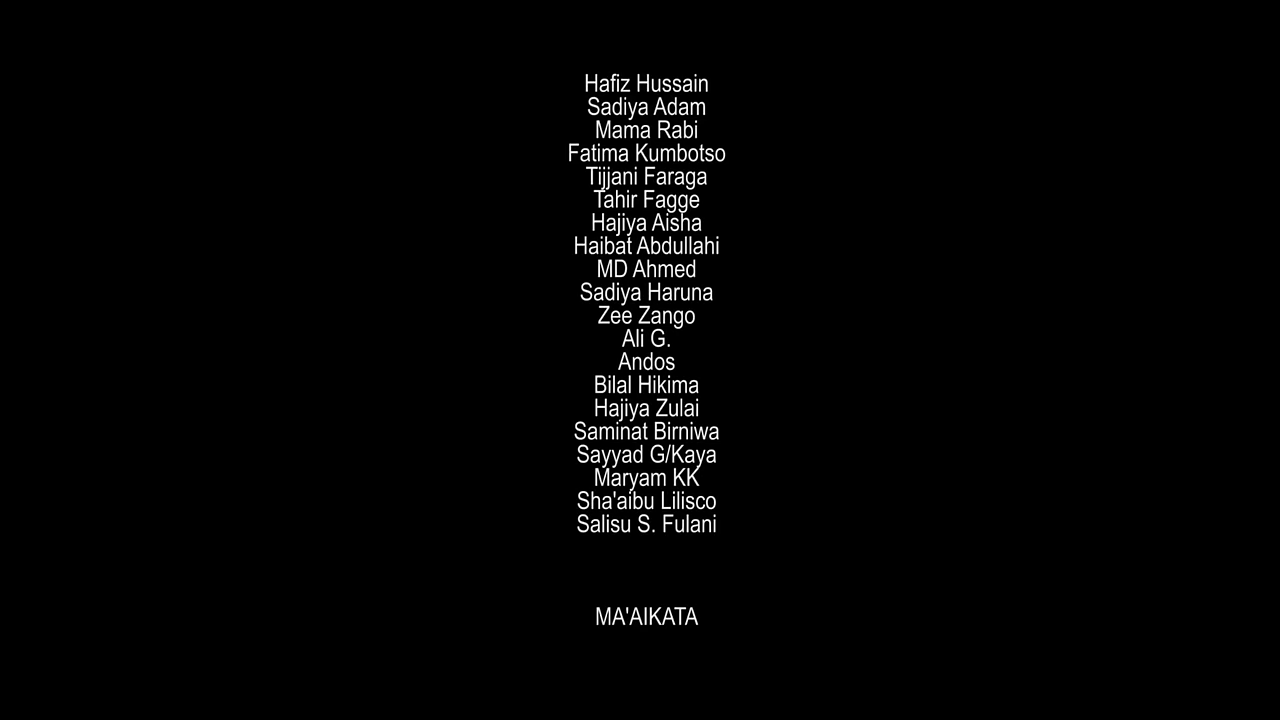 Hafiz Hussain
Sadiya Adam
Mama Rabi
Fatima Kumbotso
Tijjani Faraga
Tahir Fagge
Hajiya Aisha
Haibat Abdullahi
MD Ahmed
Sadiya Haruna
Zee Zango
Ali G.
Andos
Bilal Hikima
Hajiya Zulai
Saminat Birniwa
Sayyad G/Kaya
Maryam KK
Sha'aibu Lilisco
Salisu S. Fulani
MA'AIKATA